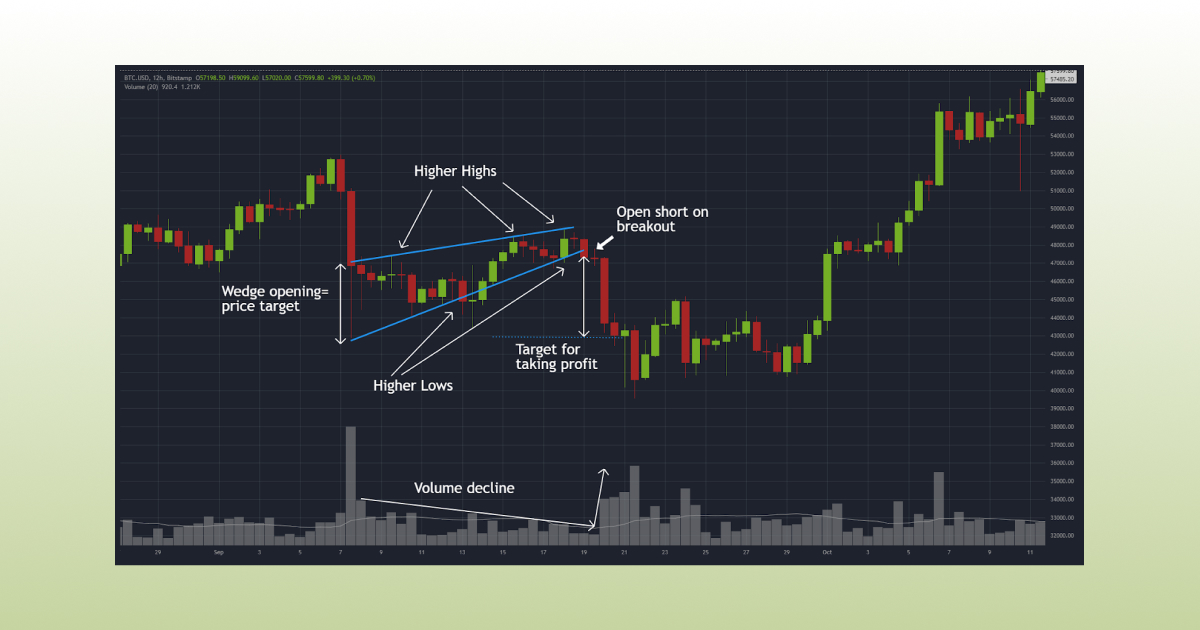 BTC.USD, 12h, Bitstamp O57198.50 H59099.60 L57020.00 C57599.80 +399.30 (+0.70%)
Volume (20) 920.4 1.212K
57485.20
56000.00
55000.00
54000.00
53000.00
52000.00
51000.00
50000.00
49000.00
48000.00
47000.00
46000.00
45000.00
44000.00
43000.00
42000.00
41000.00
40000.00
39000.00
38000.00
37000.00
36000.00
35000.00
34000.00
33000.00
32000.00
Higher Highs
Open short on
breakout
Wedge opening=
price target
Target for
taking profit
Higher Lows
Volume decline
29 Sep 3 5 7 9 11 13 15 17 19 21 23 25 27 29 Oct 3 5 7 9 11